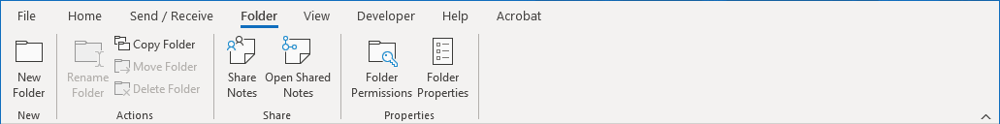 File Home Send / Receive Folder View Developer Help Acrobat
New Folder
Rename Folder
Copy Folder
Move Folder
Delete Folder
Share Notes
Open Shared Notes
Folder Permissions
Folder Properties
New Actions Share Properties